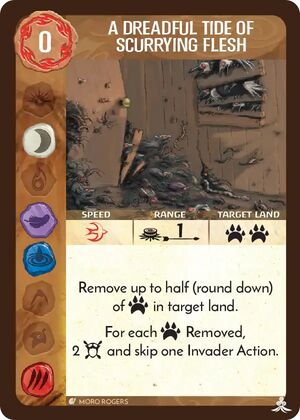 0
A DREADFUL TIDE OF
SCURRYING FLESH
SPEED RANGE TARGET LAND
1
Remove up to half (round down)
of in target land.
For each Removed,
2 and skip one Invader Action.
MORO ROGERS